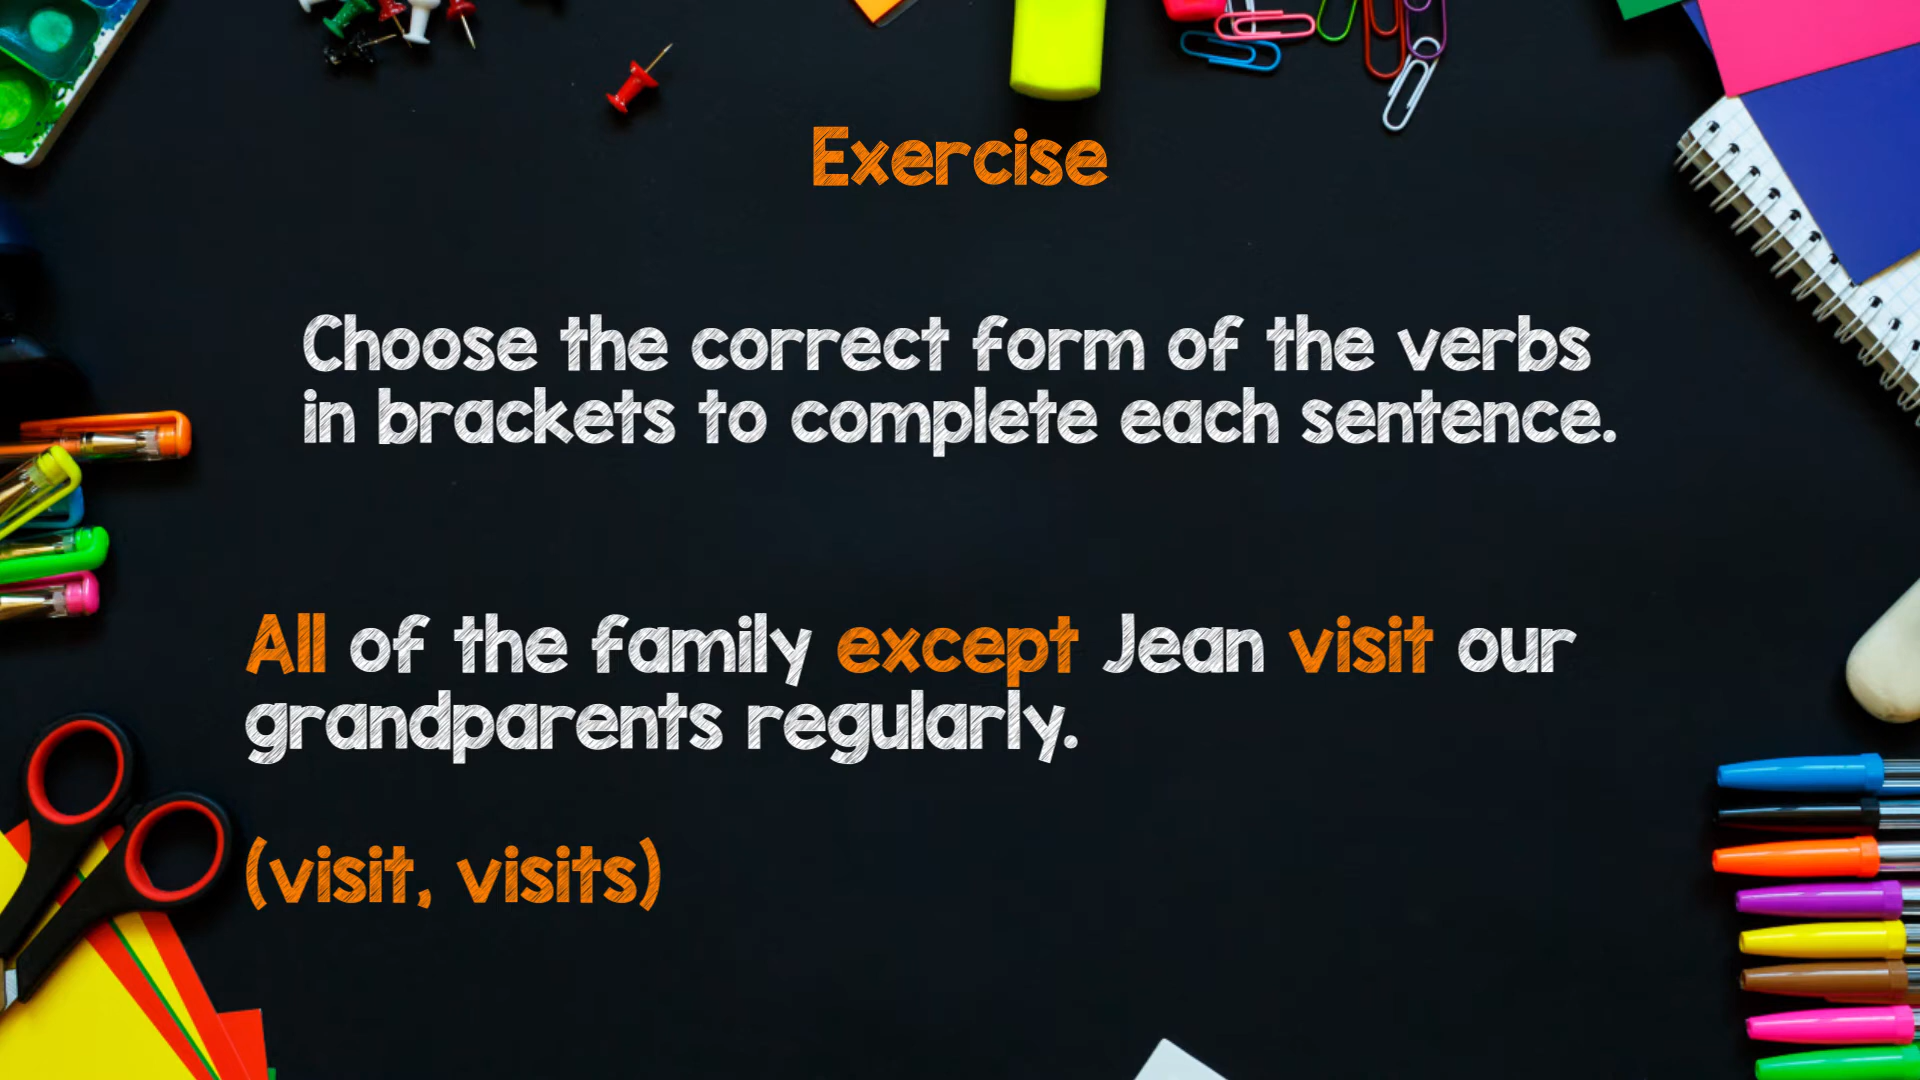 Exercise
Choose the correct form of the verbs
in brackets to complete each sentence.
All of the family except Jean visit our
grandparents regularly.
(visit, visits)